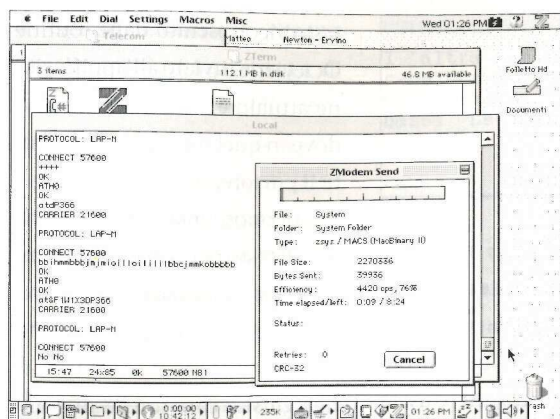 File Edit Dial Settings Macros Misc
Wed 01:26 PM
Telecom
Matteo
Newton - Ervino
ZTerm
3 items
112.1 MB in disk
46.8 MB available
Folletto Hd
Documenti
Local
PROTOCOL: LAP-M
CONNECT 57600
++++
OK
ATH0
OK
atdP366
CARRIER 21600
PROTOCOL: LAP-M
CONNECT 57600
OK
ATH0
OK
at&F1W1X3DP366
CARRIER 21600
PROTOCOL: LAP-M
CONNECT 57600
No No
15:47 24x85 0k 57600 N81
ZModem Send
File: System
Folder: System Folder
Type: zsys / MACS (MacBinary II)
File Size: 2270336
Bytes Sent: 39936
Efficiency: 4420 cps, 76%
Time elapsed/left: 0:09 / 8:24
Status:
Retries: 0
CRC-32
Cancel
0:00:00
10:42:12
235k
01:26 PM